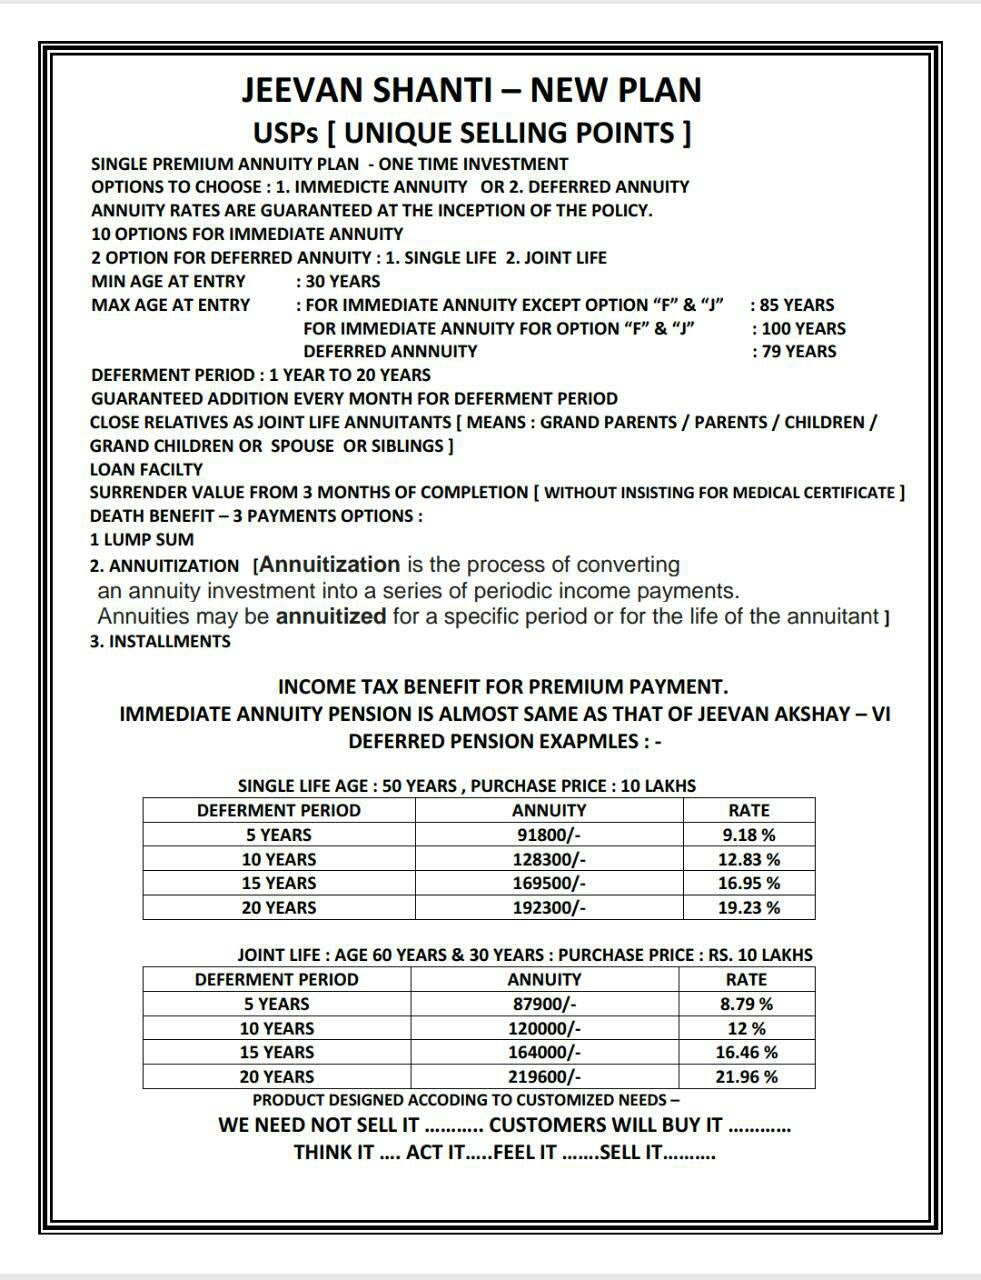 JEEVAN SHANTI – NEW PLAN
USPs [ UNIQUE SELLING POINTS ]
SINGLE PREMIUM ANNUITY PLAN - ONE TIME INVESTMENT
OPTIONS TO CHOOSE : 1. IMMEDICTE ANNUITY OR 2. DEFERRED ANNUITY
ANNUITY RATES ARE GUARANTEED AT THE INCEPTION OF THE POLICY.
10 OPTIONS FOR IMMEDIATE ANNUITY
2 OPTION FOR DEFERRED ANNUITY : 1. SINGLE LIFE 2. JOINT LIFE
MIN AGE AT ENTRY : 30 YEARS
MAX AGE AT ENTRY : FOR IMMEDIATE ANNUITY EXCEPT OPTION “F” & “J” : 85 YEARS
FOR IMMEDIATE ANNUITY FOR OPTION “F” & “J” : 100 YEARS
DEFERRED ANNNUITY : 79 YEARS
DEFERMENT PERIOD : 1 YEAR TO 20 YEARS
GUARANTEED ADDITION EVERY MONTH FOR DEFERMENT PERIOD
CLOSE RELATIVES AS JOINT LIFE ANNUITANTS [ MEANS : GRAND PARENTS / PARENTS / CHILDREN /
GRAND CHILDREN OR SPOUSE OR SIBLINGS ]
LOAN FACILTY
SURRENDER VALUE FROM 3 MONTHS OF COMPLETION [ WITHOUT INSISTING FOR MEDICAL CERTIFICATE ]
DEATH BENEFIT – 3 PAYMENTS OPTIONS :
1 LUMP SUM
2. ANNUITIZATION [Annuitization is the process of converting
an annuity investment into a series of periodic income payments.
Annuities may be annuitized for a specific period or for the life of the annuitant ]
3. INSTALLMENTS
INCOME TAX BENEFIT FOR PREMIUM PAYMENT.
IMMEDIATE ANNUITY PENSION IS ALMOST SAME AS THAT OF JEEVAN AKSHAY – VI
DEFERRED PENSION EXAPMLES : -
SINGLE LIFE AGE : 50 YEARS , PURCHASE PRICE : 10 LAKHS
DEFERMENT PERIOD ANNUITY RATE
5 YEARS 91800/- 9.18 %
10 YEARS 128300/- 12.83 %
15 YEARS 169500/- 16.95 %
20 YEARS 192300/- 19.23 %
JOINT LIFE : AGE 60 YEARS & 30 YEARS : PURCHASE PRICE : RS. 10 LAKHS
DEFERMENT PERIOD ANNUITY RATE
5 YEARS 87900/- 8.79 %
10 YEARS 120000/- 12 %
15 YEARS 164000/- 16.46 %
20 YEARS 219600/- 21.96 %
PRODUCT DESIGNED ACCODING TO CUSTOMIZED NEEDS –
WE NEED NOT SELL IT ........... CUSTOMERS WILL BUY IT ............
THINK IT .... ACT IT.....FEEL IT .......SELL IT..........